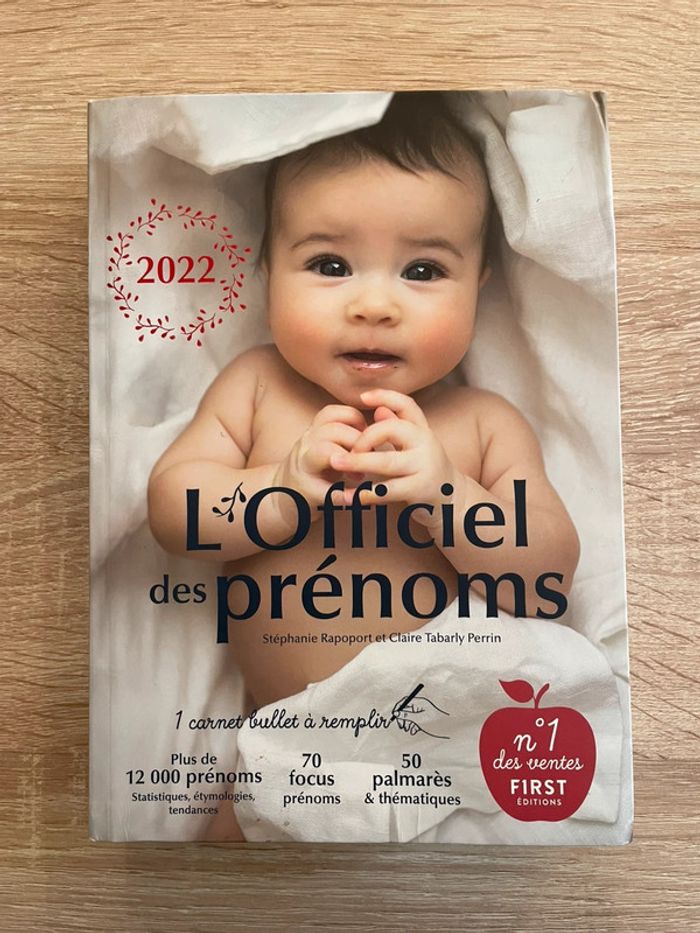 2022
L'Officiel
des prénoms
Stéphanie Rapoport et Claire Tabarly Perrin
1 carnet bullet à remplir
Plus de
12 000 prénoms
Statistiques, étymologies,
tendances
70
focus
prénoms
50
palmarès
& thématiques
n°1
des ventes
FIRST
ÉDITIONS